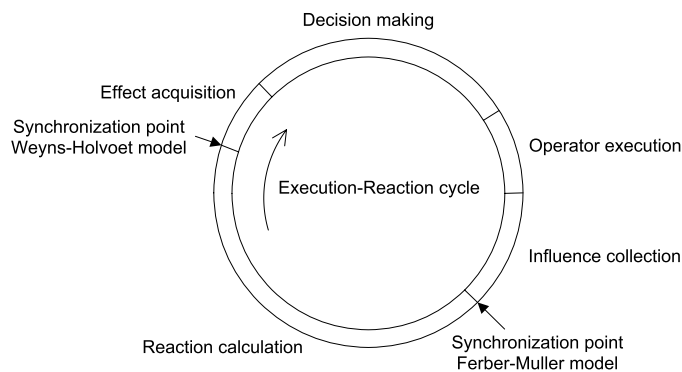 Decision making
Effect acquisition
Synchronization point
Weyns-Holvoet model
Operator execution
Execution-Reaction cycle
Influence collection
Reaction calculation
Synchronization point
Ferber-Muller model